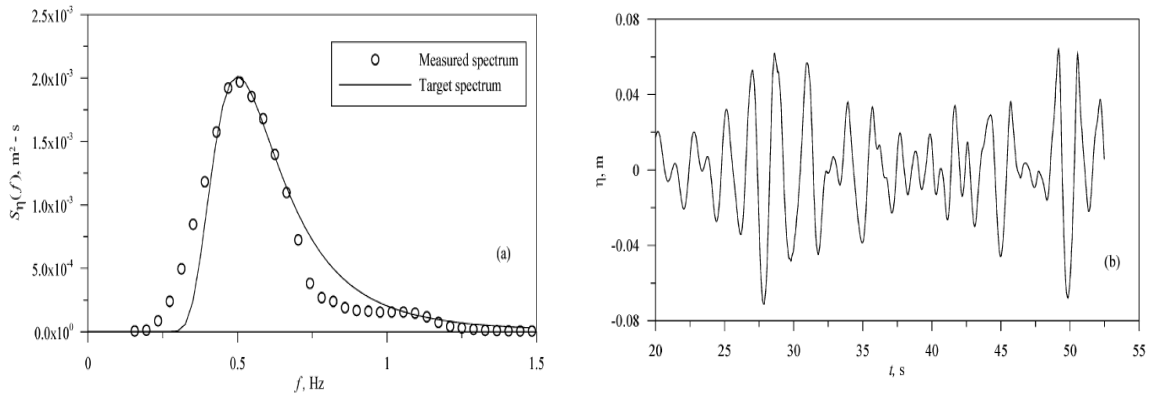 2.5x10⁻³
2.0x10⁻³
1.5x10⁻³
1.0x10⁻³
5.0x10⁻⁴
0.0x10⁰
Sη(f), m² - s
Measured spectrum
Target spectrum
(a)
0 0.5 1 1.5
f, Hz
0.08
0.04
0
-0.04
-0.08
η, m
(b)
20 25 30 35 40 45 50 55
t, s